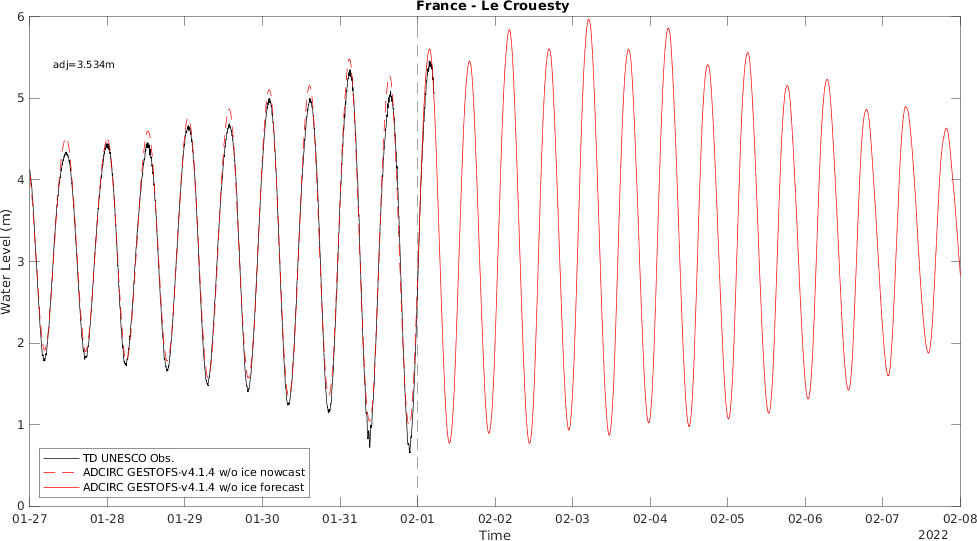 France - Le Crouesty
adj=3.534m
Water Level (m)
6
5
4
3
2
1
0
TD UNESCO Obs.
ADCIRC GESTOFS-v4.1.4 w/o ice nowcast
ADCIRC GESTOFS-v4.1.4 w/o ice forecast
01-27 01-28 01-29 01-30 01-31 02-01 02-02 02-03 02-04 02-05 02-06 02-07 02-08
Time
2022